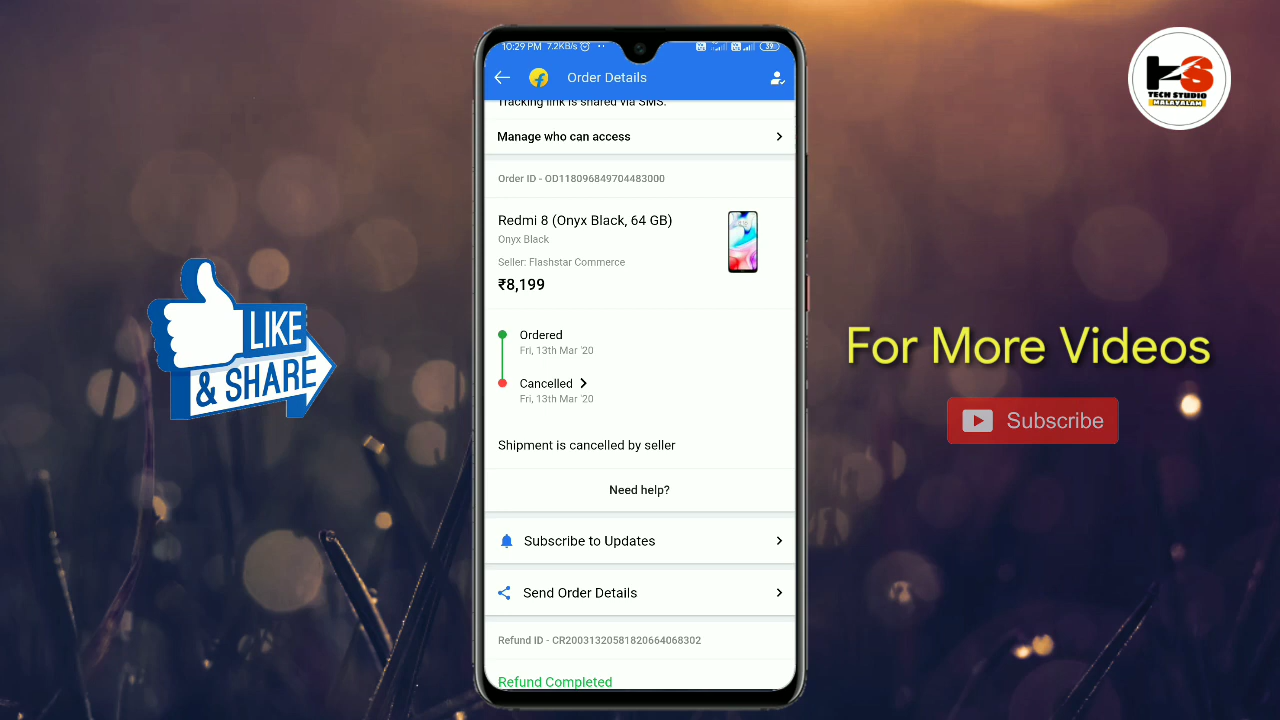 10:29 PM 7.2KB/s
39
Order Details
Tracking link is shared via SMS.
Manage who can access
Order ID - OD118096849704483000
Redmi 8 (Onyx Black, 64 GB)
Onyx Black
Seller: Flashstar Commerce
₹8,199
Ordered
Fri, 13th Mar '20
Cancelled
Fri, 13th Mar '20
Shipment is cancelled by seller
Need help?
Subscribe to Updates
Send Order Details
Refund ID - CR20031320581820664068302
Refund Completed
LIKE
& SHARE
TECH STUDIO
MALAYALAM
For More Videos
Subscribe